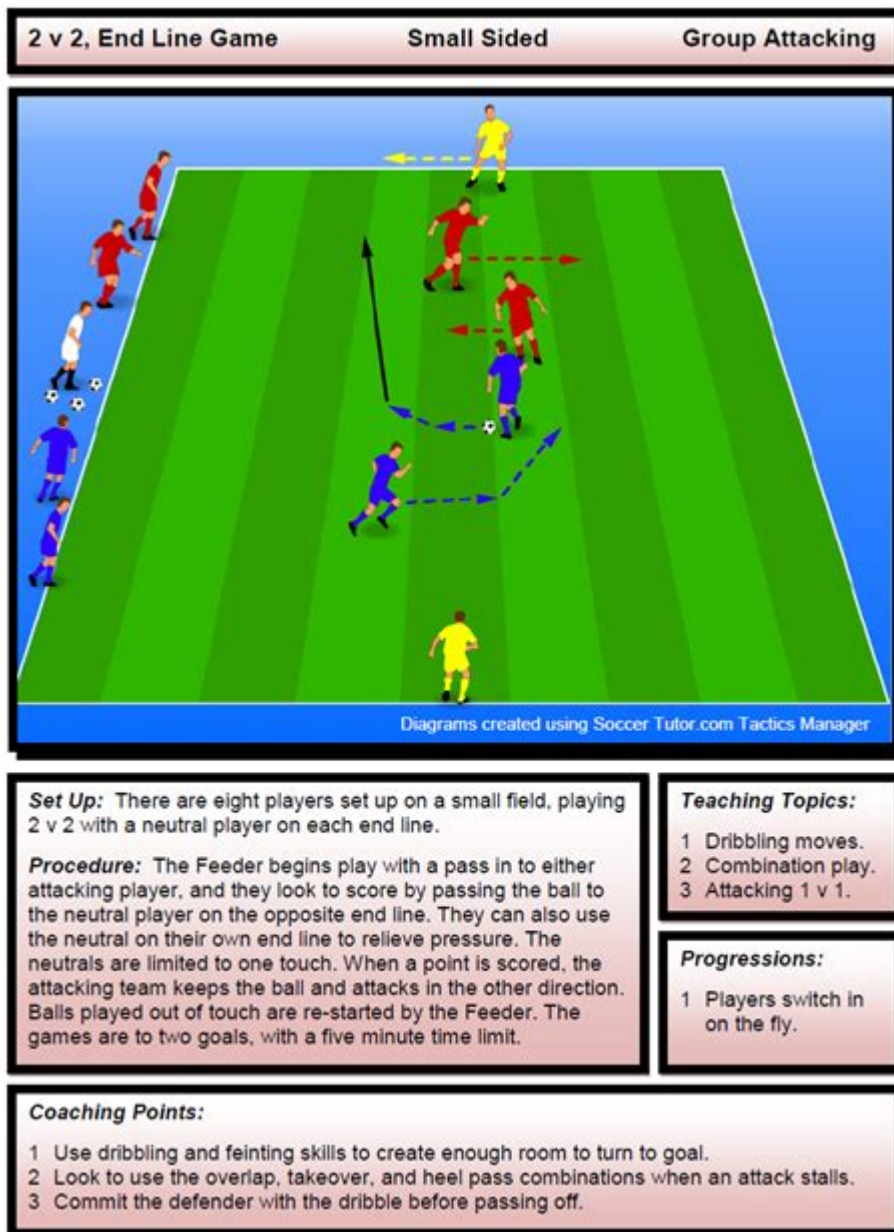 2 v 2, End Line Game Small Sided Group Attacking
Diagrams created using Soccer Tutor.com Tactics Manager
Set Up: There are eight players set up on a small field, playing
2 v 2 with a neutral player on each end line.
Procedure: The Feeder begins play with a pass in to either
attacking player, and they look to score by passing the ball to
the neutral player on the opposite end line. They can also use
the neutral on their own end line to relieve pressure. The
neutrals are limited to one touch. When a point is scored, the
attacking team keeps the ball and attacks in the other direction.
Balls played out of touch are re-started by the Feeder. The
games are to two goals, with a five minute time limit.
Teaching Topics:
1 Dribbling moves.
2 Combination play.
3 Attacking 1 v 1.
Progressions:
1 Players switch in
on the fly.
Coaching Points:
1 Use dribbling and feinting skills to create enough room to turn to goal.
2 Look to use the overlap, takeover, and heel pass combinations when an attack stalls.
3 Commit the defender with the dribble before passing off.